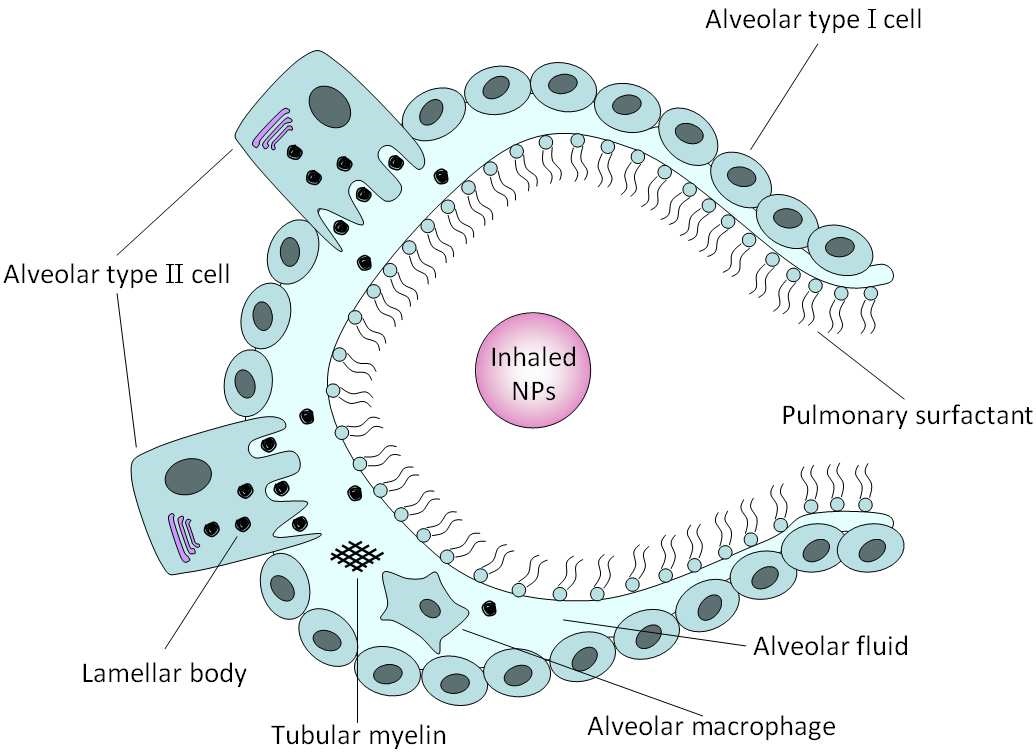 Alveolar type I cell
Alveolar type II cell
Inhaled
NPs
Pulmonary surfactant
Lamellar body
Tubular myelin
Alveolar macrophage
Alveolar fluid